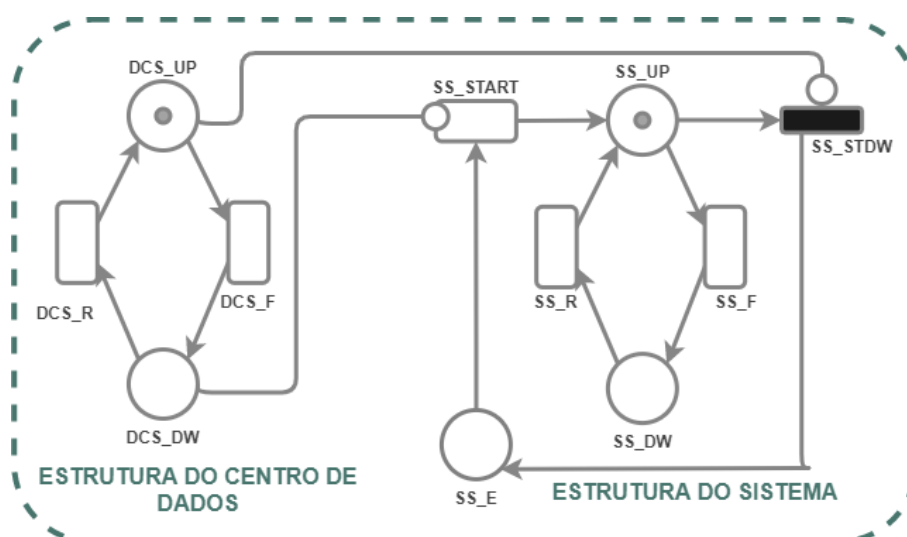 DCS_UP
SS_START
SS_UP
SS_STDW
DCS_R
DCS_F
SS_R
SS_F
DCS_DW
SS_DW
SS_E
ESTRUTURA DO CENTRO DE
DADOS
ESTRUTURA DO SISTEMA